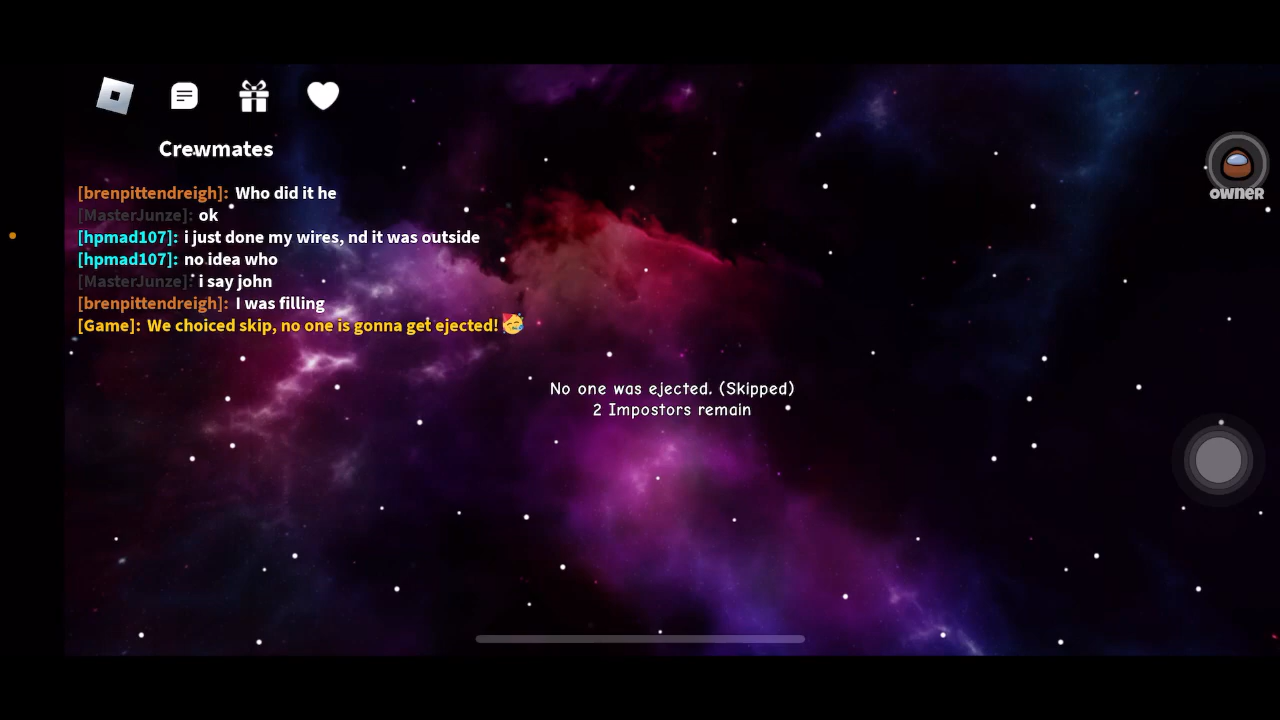 Crewmates
[brenpittendreigh]: Who did it he
[MasterJunze]: ok
[hpmad107]: i just done my wires, nd it was outside
[hpmad107]: no idea who
[MasterJunze]: i say john
[brenpittendreigh]: I was filling
[Game]: We choiced skip, no one is gonna get ejected! 🥳
No one was ejected. (Skipped)
2 Impostors remain
OWNER